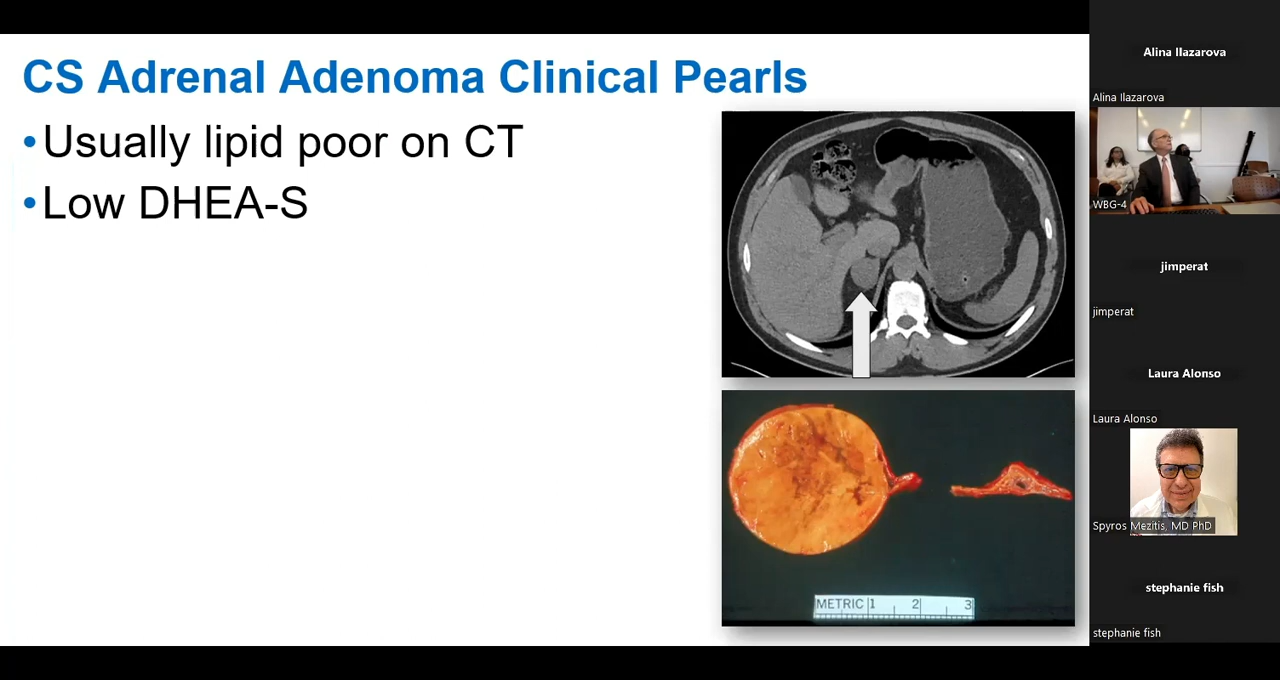 CS Adrenal Adenoma Clinical Pearls
•Usually lipid poor on CT
•Low DHEA-S
METRIC 1 2 3
Alina Ilazarova
Alina Ilazarova
WBG-4
jimperat
jimperat
Laura Alonso
Laura Alonso
Spyros Mezitis, MD PhD
stephanie fish
stephanie fish